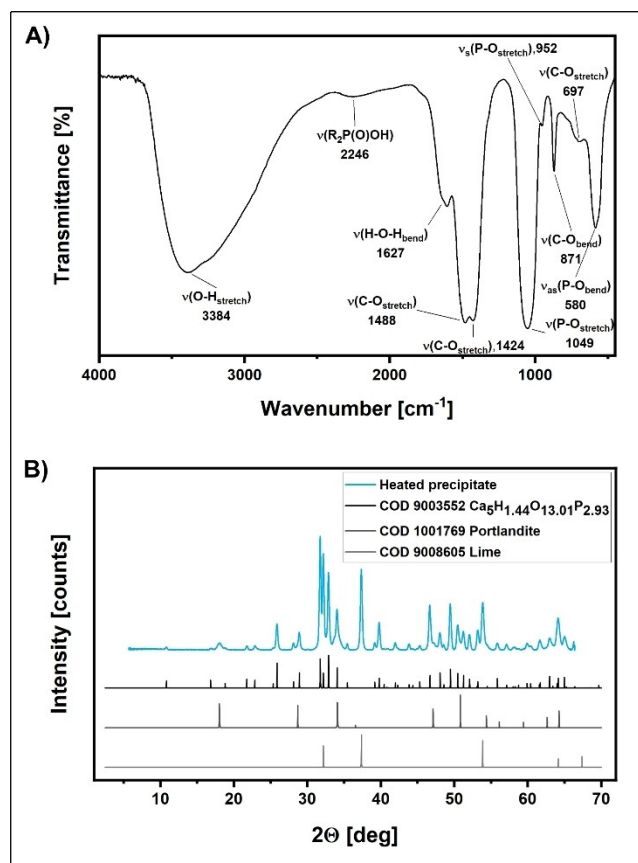 A)
νs(P-Ostretch),952
ν(C-Ostretch)
697
ν(R2P(O)OH)
2246
ν(H-O-Hbend)
1627
ν(C-Obend)
871
ν(O-Hstretch)
3384
ν(C-Ostretch)
1488
νas(P-Obend)
580
ν(C-Ostretch),1424
ν(P-Ostretch)
1049
Transmittance [%]
4000 3000 2000 1000
Wavenumber [cm-1]
B)
Heated precipitate
COD 9003552 Ca5H1.44O13.01P2.93
COD 1001769 Portlandite
COD 9008605 Lime
Intensity [counts]
10 20 30 40 50 60 70
2Θ [deg]